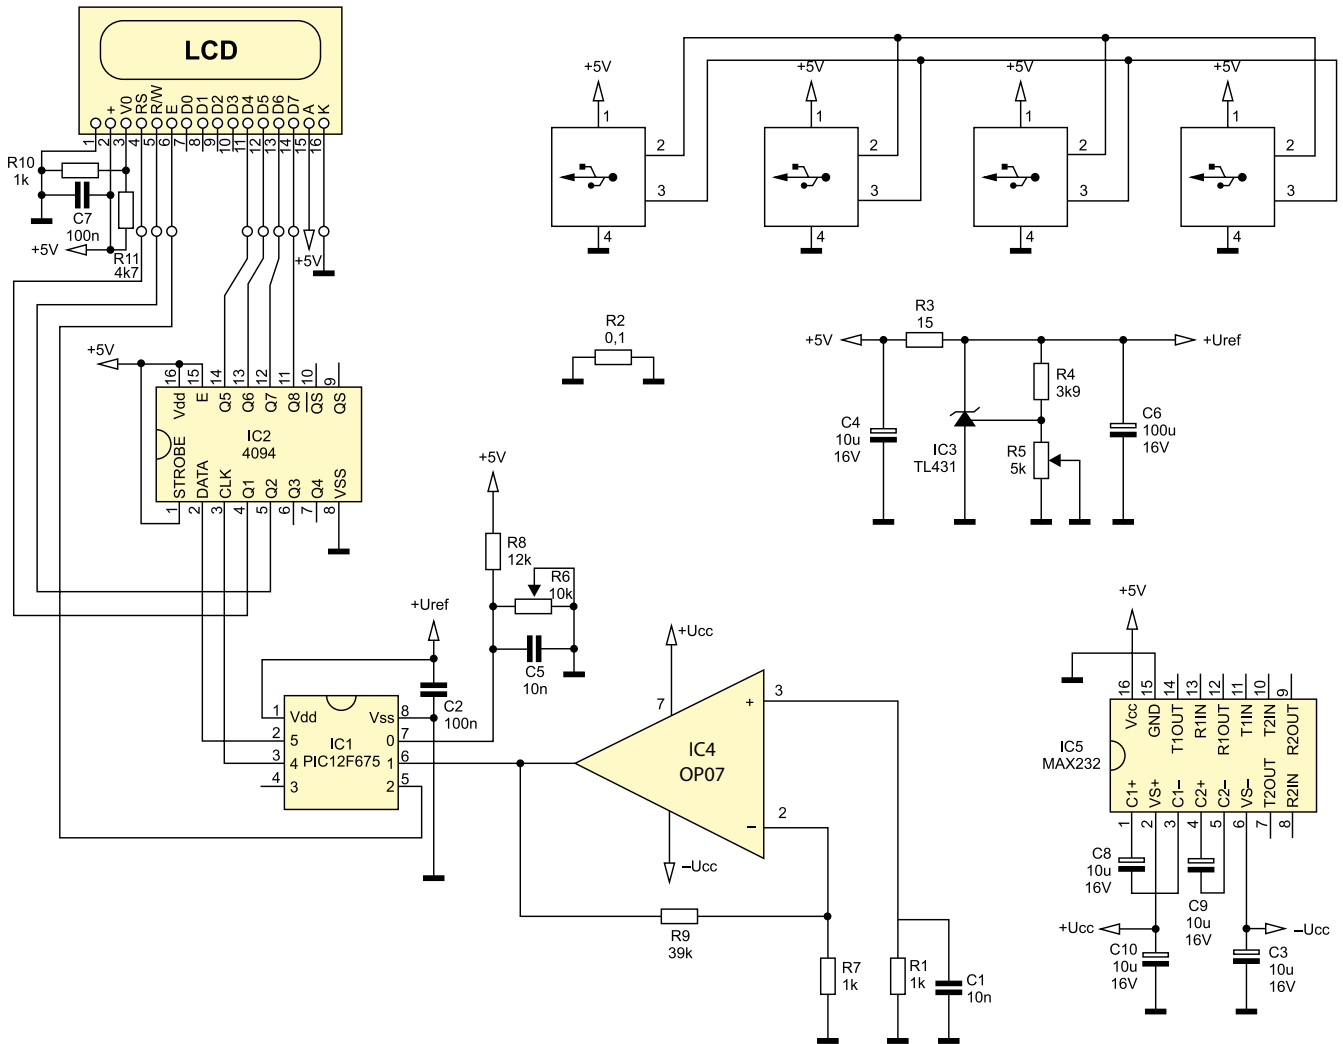 LCD
+ V0 RS R/W E D0 D1 D2 D3 D4 D5 D6 D7 A K
1 2 3 4 5 6 7 8 9 10 11 12 13 14 15 16
R10
1k
C7
100n
+5V
R11
4k7
+5V
+5V
16 15 14 13 12 11 10 9
Vdd E Q5 Q6 Q7 Q8 QS QS
IC2
4094
STROBE DATA CLK Q1 Q2 Q3 Q4 VSS
1 2 3 4 5 6 7 8
+5V +5V +5V +5V
1 1 1 1
2 2 2 2
3 3 3 3
4 4 4 4
R2
0,1
R3
15
+5V
+Uref
R4
3k9
C4
10u
16V
IC3
TL431
R5
5k
C6
100u
16V
+5V
R8
12k
R6
10k
C5
10n
+Uref
C2
100n
1 Vdd Vss 8
2 5 0 7
3 4 1 6
4 3 2 5
IC1
PIC12F675
+Ucc
7
3
+
IC4
OP07
2
–
4
–Ucc
R9
39k
R7
1k
R1
1k
C1
10n
+5V
16 15 14 13 12 11 10 9
Vcc GND T1OUT R1IN R1OUT T1IN T2IN R2OUT
IC5
MAX232
C1+ VS+ C1– C2+ C2– VS– T2OUT R2IN
1 2 3 4 5 6 7 8
C8
10u
16V
C9
10u
16V
+Ucc
–Ucc
C10
10u
16V
C3
10u
16V